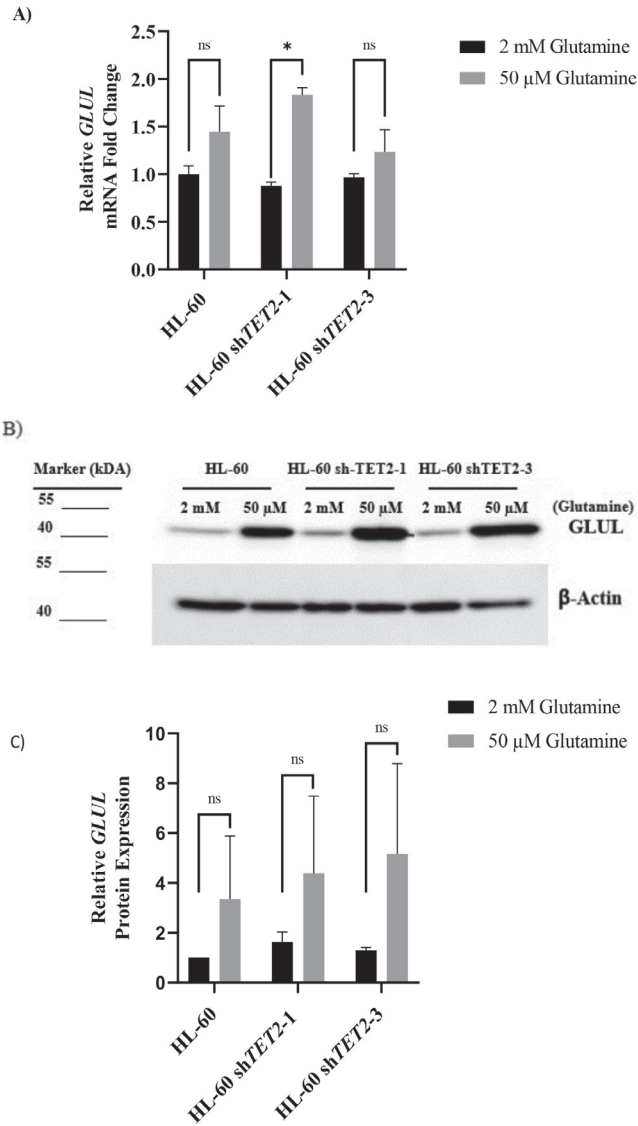 A)
ns
*
ns
2 mM Glutamine
50 µM Glutamine
Relative GLUL
mRNA Fold Change
2.5
2.0
1.5
1.0
0.5
0.0
HL-60
HL-60 shTET2-1
HL-60 shTET2-3
B)
Marker (kDA)
HL-60
HL-60 sh-TET2-1
HL-60 shTET2-3
55
2 mM
50 µM
2 mM
50 µM
2 mM
50 µM
(Glutamine)
40
GLUL
55
40
β-Actin
2 mM Glutamine
50 µM Glutamine
C)
ns
ns
ns
Relative GLUL
Protein Expression
10
8
6
4
2
0
HL-60
HL-60 shTET2-1
HL-60 shTET2-3